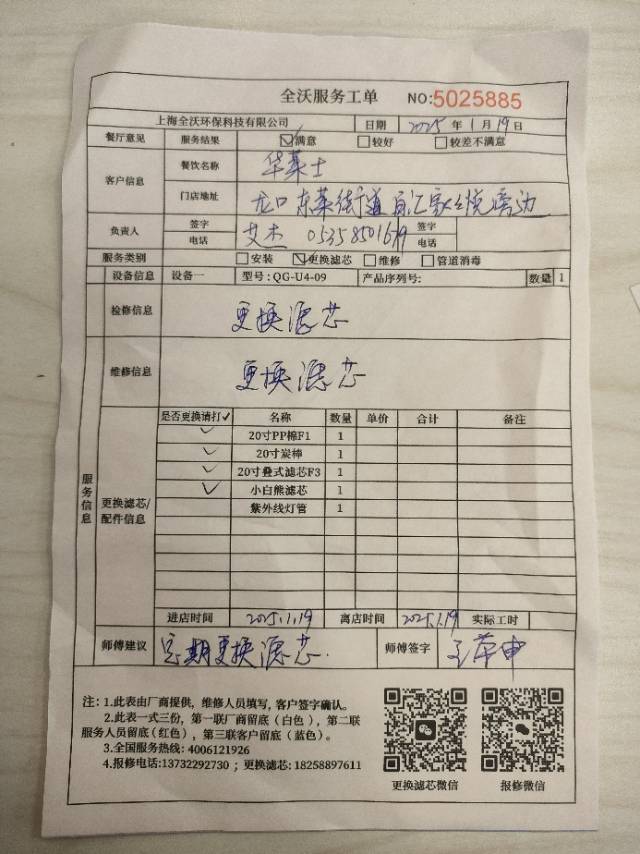 全沃服务工单 NO:5025885
上海全沃环保科技有限公司 日期 2025年1月19日
餐厅意见 服务结果 ☑满意 □较好 □较差不满意
客户信息 餐饮名称 华莱士
门店地址 龙口东莱街道百汇家悦旁边
负责人 签字 艾杰 签字
电话 05358501679 电话
服务类别 □安装 ☑更换滤芯 □维修 □管道消毒
设备信息 设备一 型号:QG-U4-09 产品序列号: 数量 1
检修信息 更换滤芯
维修信息 更换滤芯
服务信息
更换滤芯/配件信息
是否更换请打✓ 名称 数量 单价 合计 备注
✓ 20寸PP棉F1 1
✓ 20寸炭棒 1
✓ 20寸叠式滤芯F3 1
✓ 小白熊滤芯 1
紫外线灯管 1
进店时间 2025.1.19 离店时间 2025.1.19 实际工时
师傅建议 定期更换滤芯. 师傅签字 王荣申
注: 1.此表由厂商提供, 维修人员填写, 客户签字确认。
2.此表一式三份, 第一联厂商留底(白色), 第二联
服务人员留底(红色), 第三联客户留底(蓝色)。
3.全国服务热线: 4006121926
4.报修电话:13732292730 ; 更换滤芯: 18258897611
更换滤芯微信 报修微信